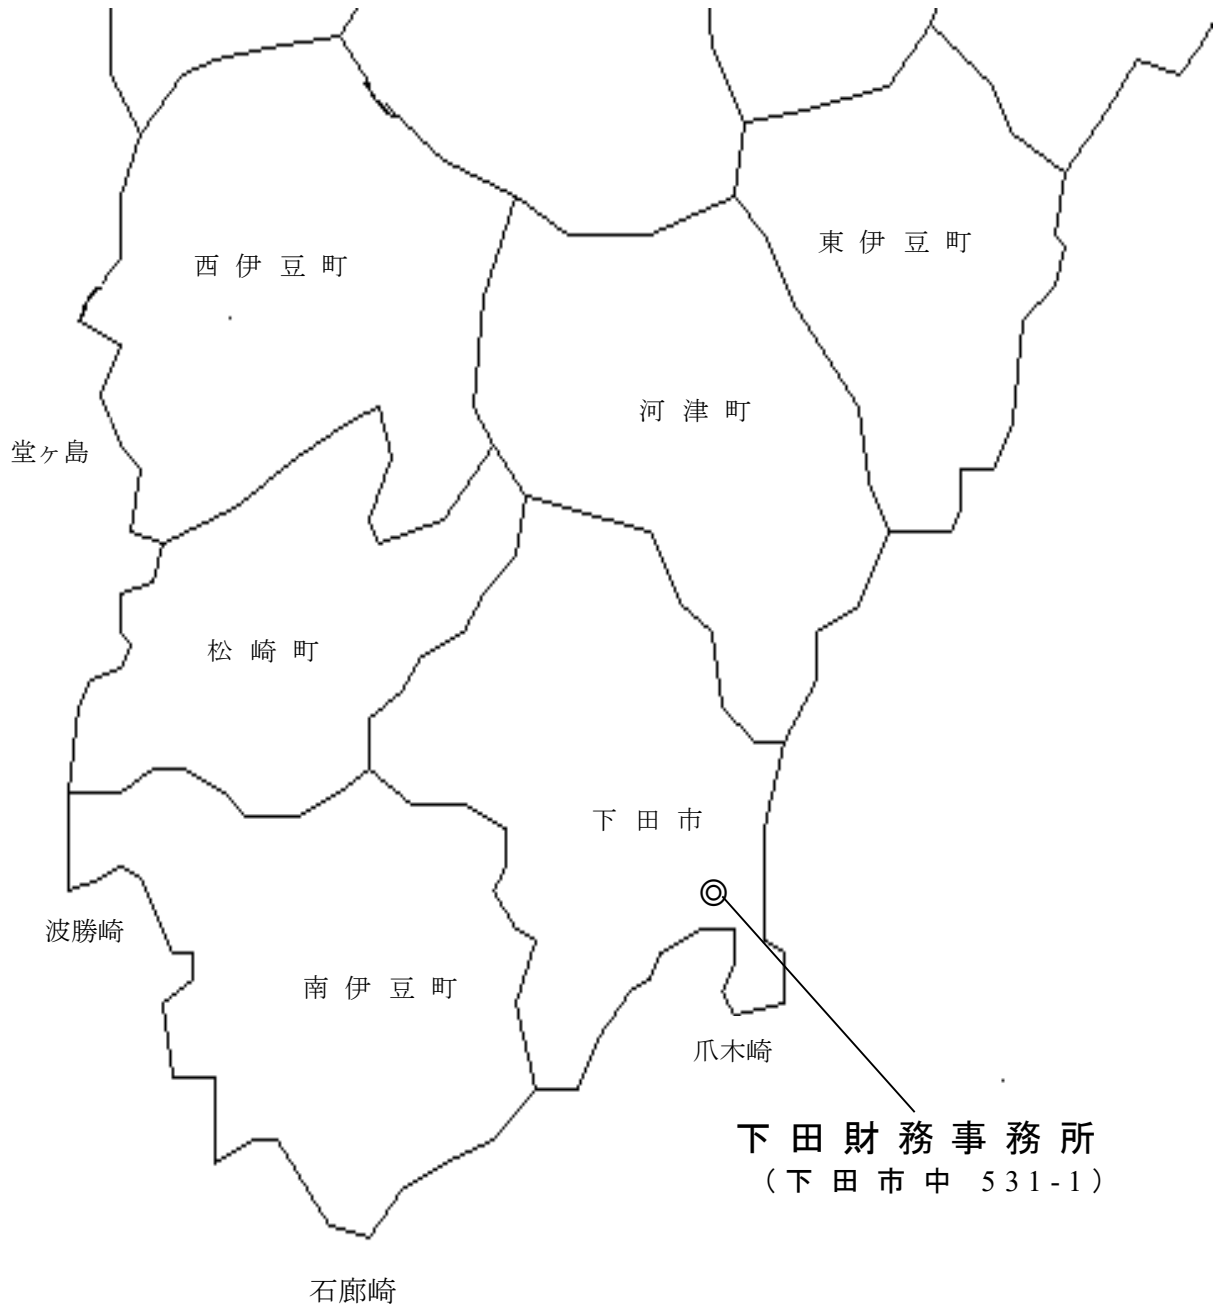 東伊豆町
西伊豆町
河津町
堂ヶ島
松崎町
下田市
波勝崎
南伊豆町
爪木崎
下田財務事務所
（下田市中 531-1）
石廊崎